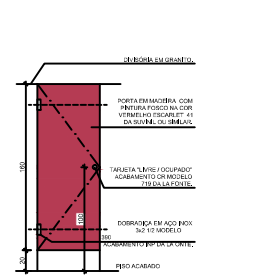 DIVISÓRIA EM GRANITO.
PORTA EM MADEIRA COM
PINTURA FOSCO NA COR
VERMELHO ESCARLET 41
DA SUVINIL OU SIMILAR.
160
TARJETA "LIVRE / OCUPADO"
ACABAMENTO CR MODELO
719 DA LA FONTE.
100
DOBRADIÇA EM AÇO INOX
3x2 1/2 MODELO
390
ACABAMENTO INP DA LA ONTE.
20
PISO ACABADO